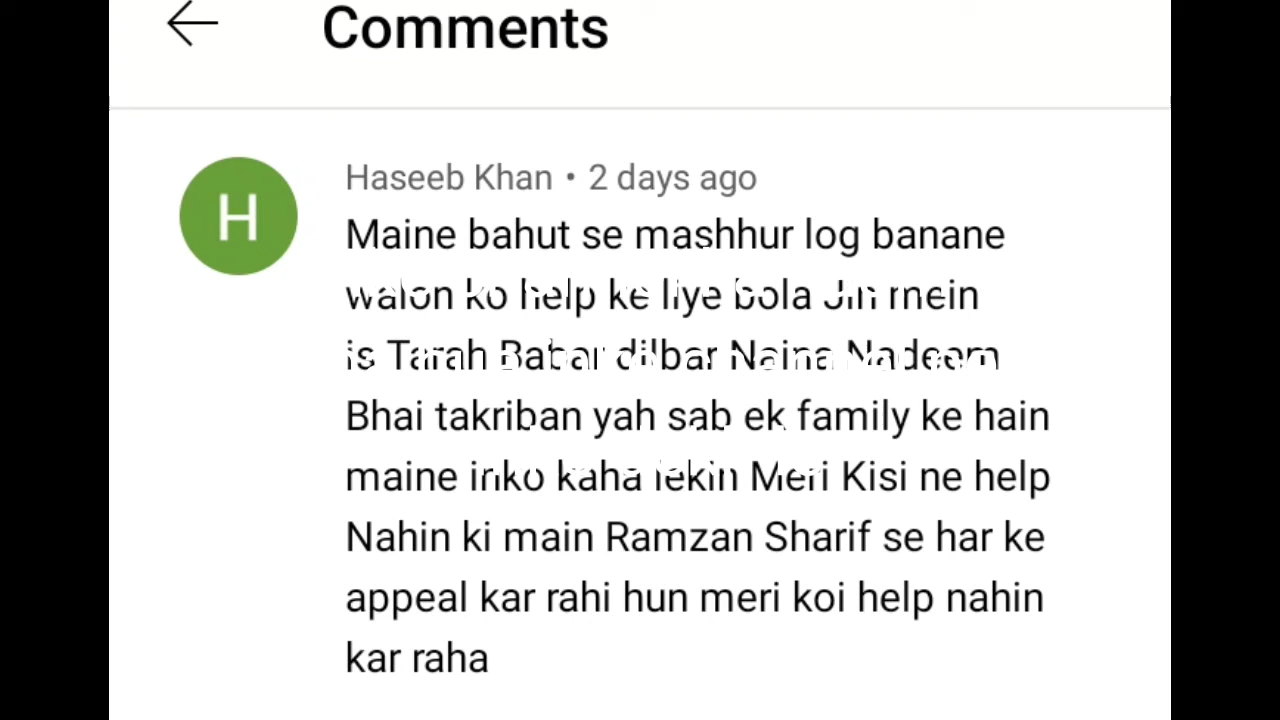 Comments
H
Haseeb Khan • 2 days ago
Maine bahut se mashhur log banane
walon ko help ke liye bola Jin mein
is Tarah Batan dilbar Naina Nadeem
Bhai takriban yah sab ek family ke hain
maine inko kaha lekin Meri Kisi ne help
Nahin ki main Ramzan Sharif se har ke
appeal kar rahi hun meri koi help nahin
kar raha